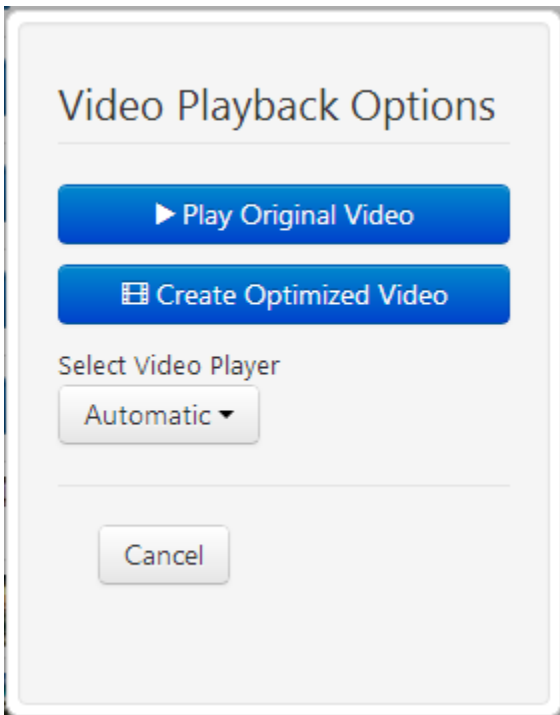 Video Playback Options
Play Original Video
Create Optimized Video
Select Video Player
Automatic
Cancel